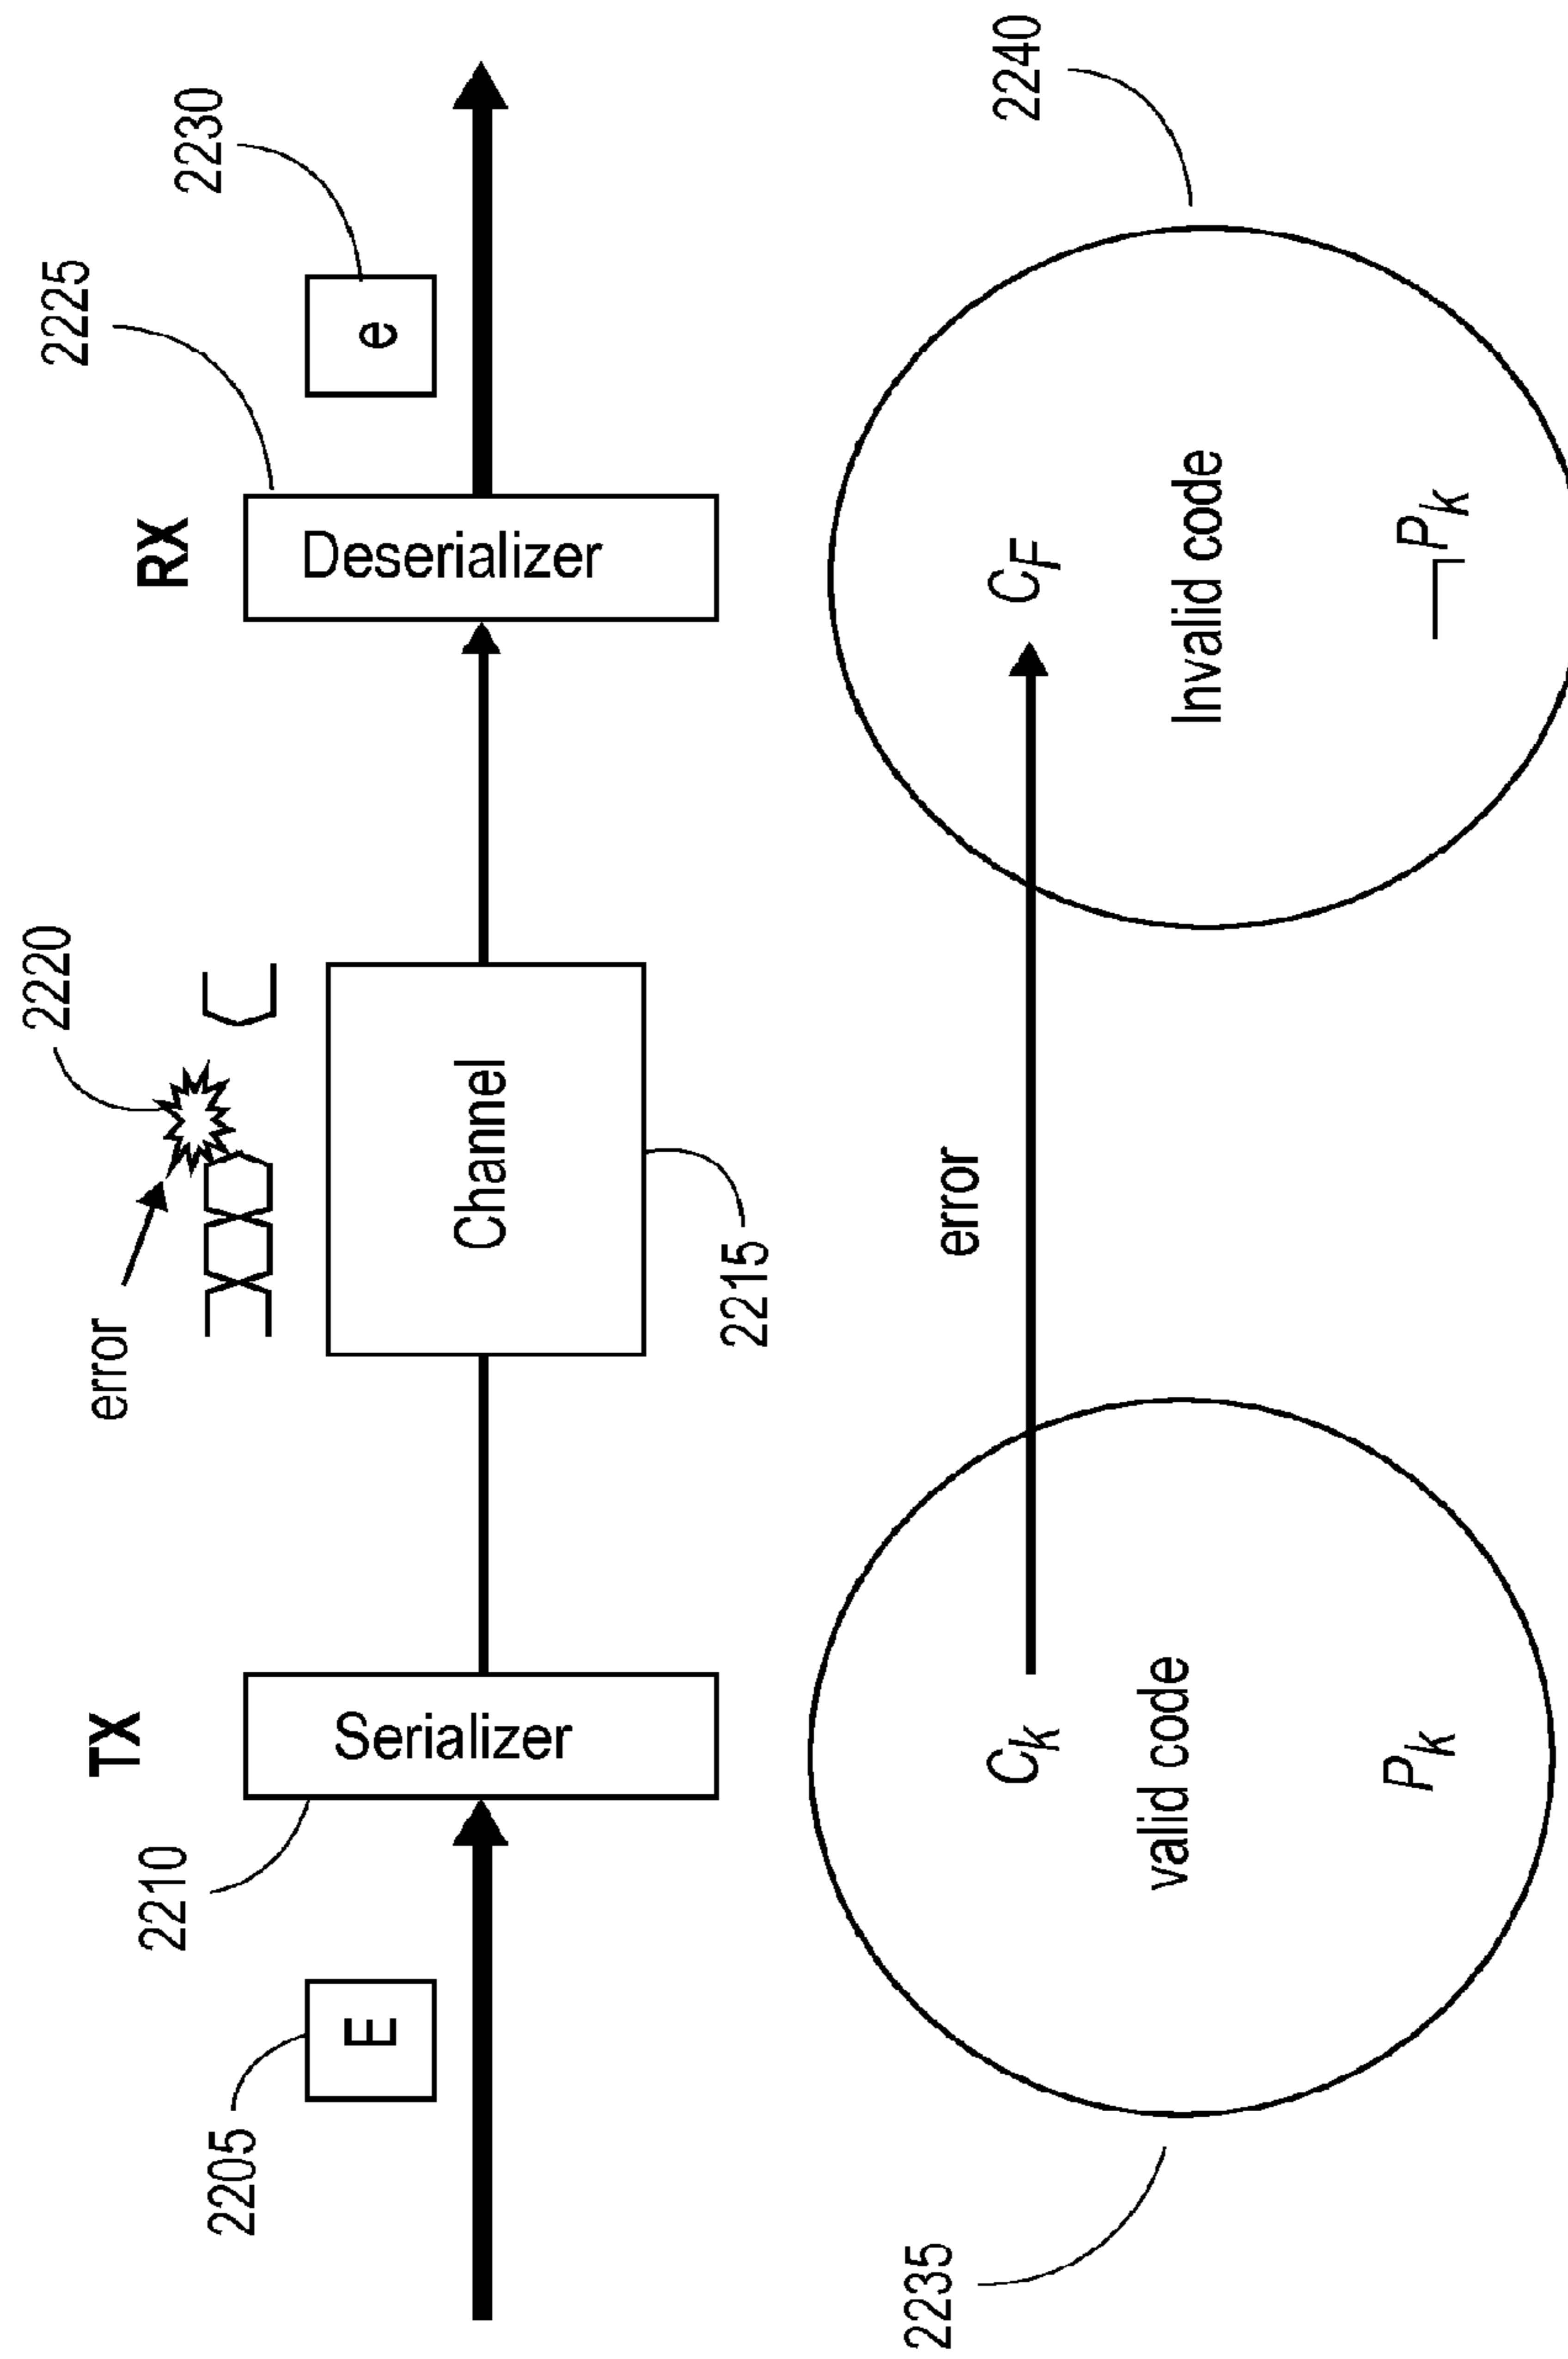 TX
RX
2205
E
2210
Serializer
error
2220
Channel
2215
2225
Deserializer
2230
e
2235
C_k
valid code
P_k
error
2240
C_F
Invalid code
¬P_k